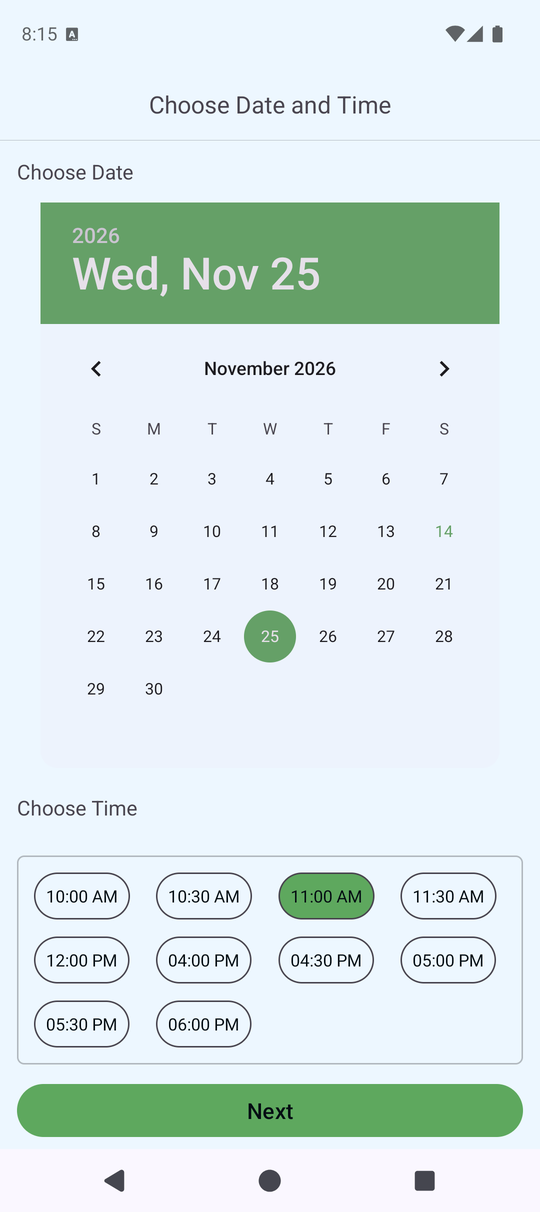 8:15 A
Choose Date and Time
Choose Date
2026
Wed, Nov 25
November 2026
S M T W T F S
1 2 3 4 5 6 7
8 9 10 11 12 13 14
15 16 17 18 19 20 21
22 23 24 25 26 27 28
29 30
Choose Time
10:00 AM 10:30 AM 11:00 AM 11:30 AM
12:00 PM 04:00 PM 04:30 PM 05:00 PM
05:30 PM 06:00 PM
Next